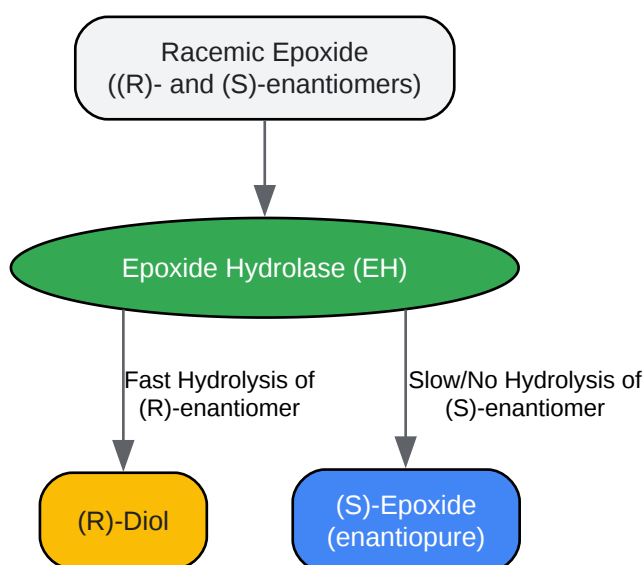 Racemic Epoxide
((R)- and (S)-enantiomers)
Epoxide Hydrolase (EH)
Fast Hydrolysis of
(R)-enantiomer
Slow/No Hydrolysis of
(S)-enantiomer
(R)-Diol
(S)-Epoxide
(enantiopure)